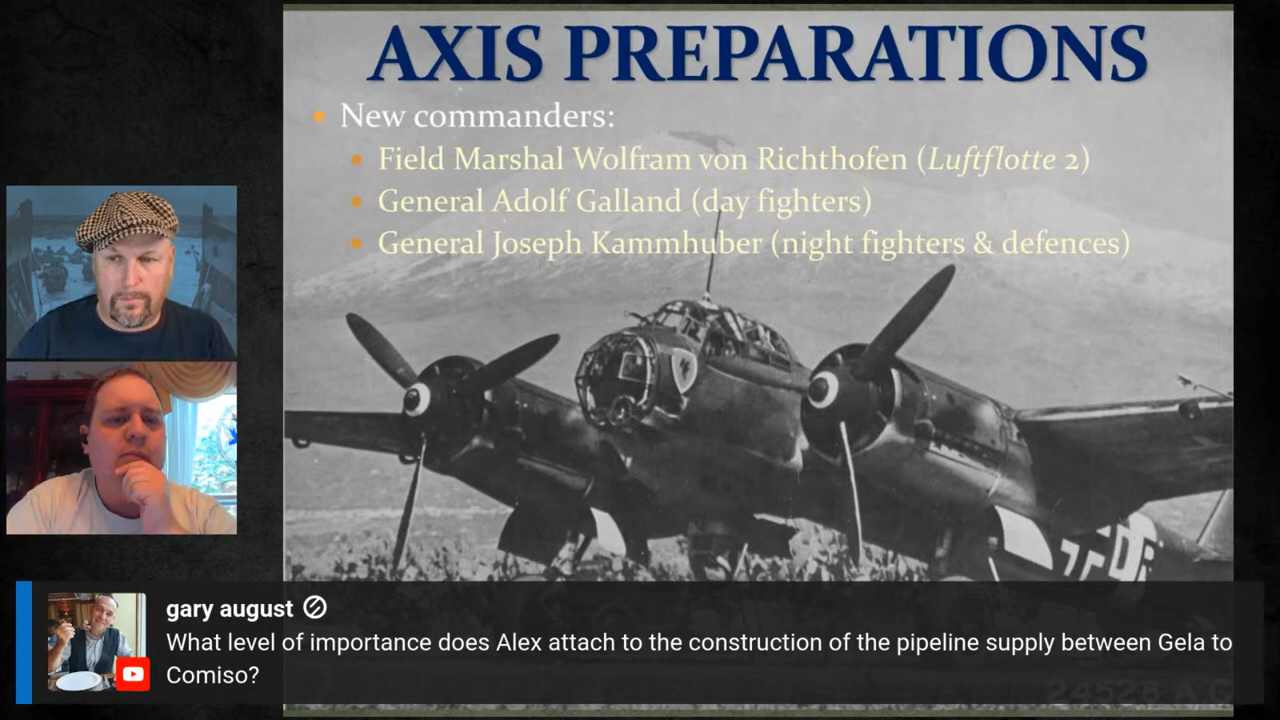 AXIS PREPARATIONS
New commanders:
Field Marshal Wolfram von Richthofen (Luftflotte 2)
General Adolf Galland (day fighters)
General Joseph Kammhuber (night fighters & defences)
gary august
What level of importance does Alex attach to the construction of the pipeline supply between Gela to
Comiso?
24528 A.C